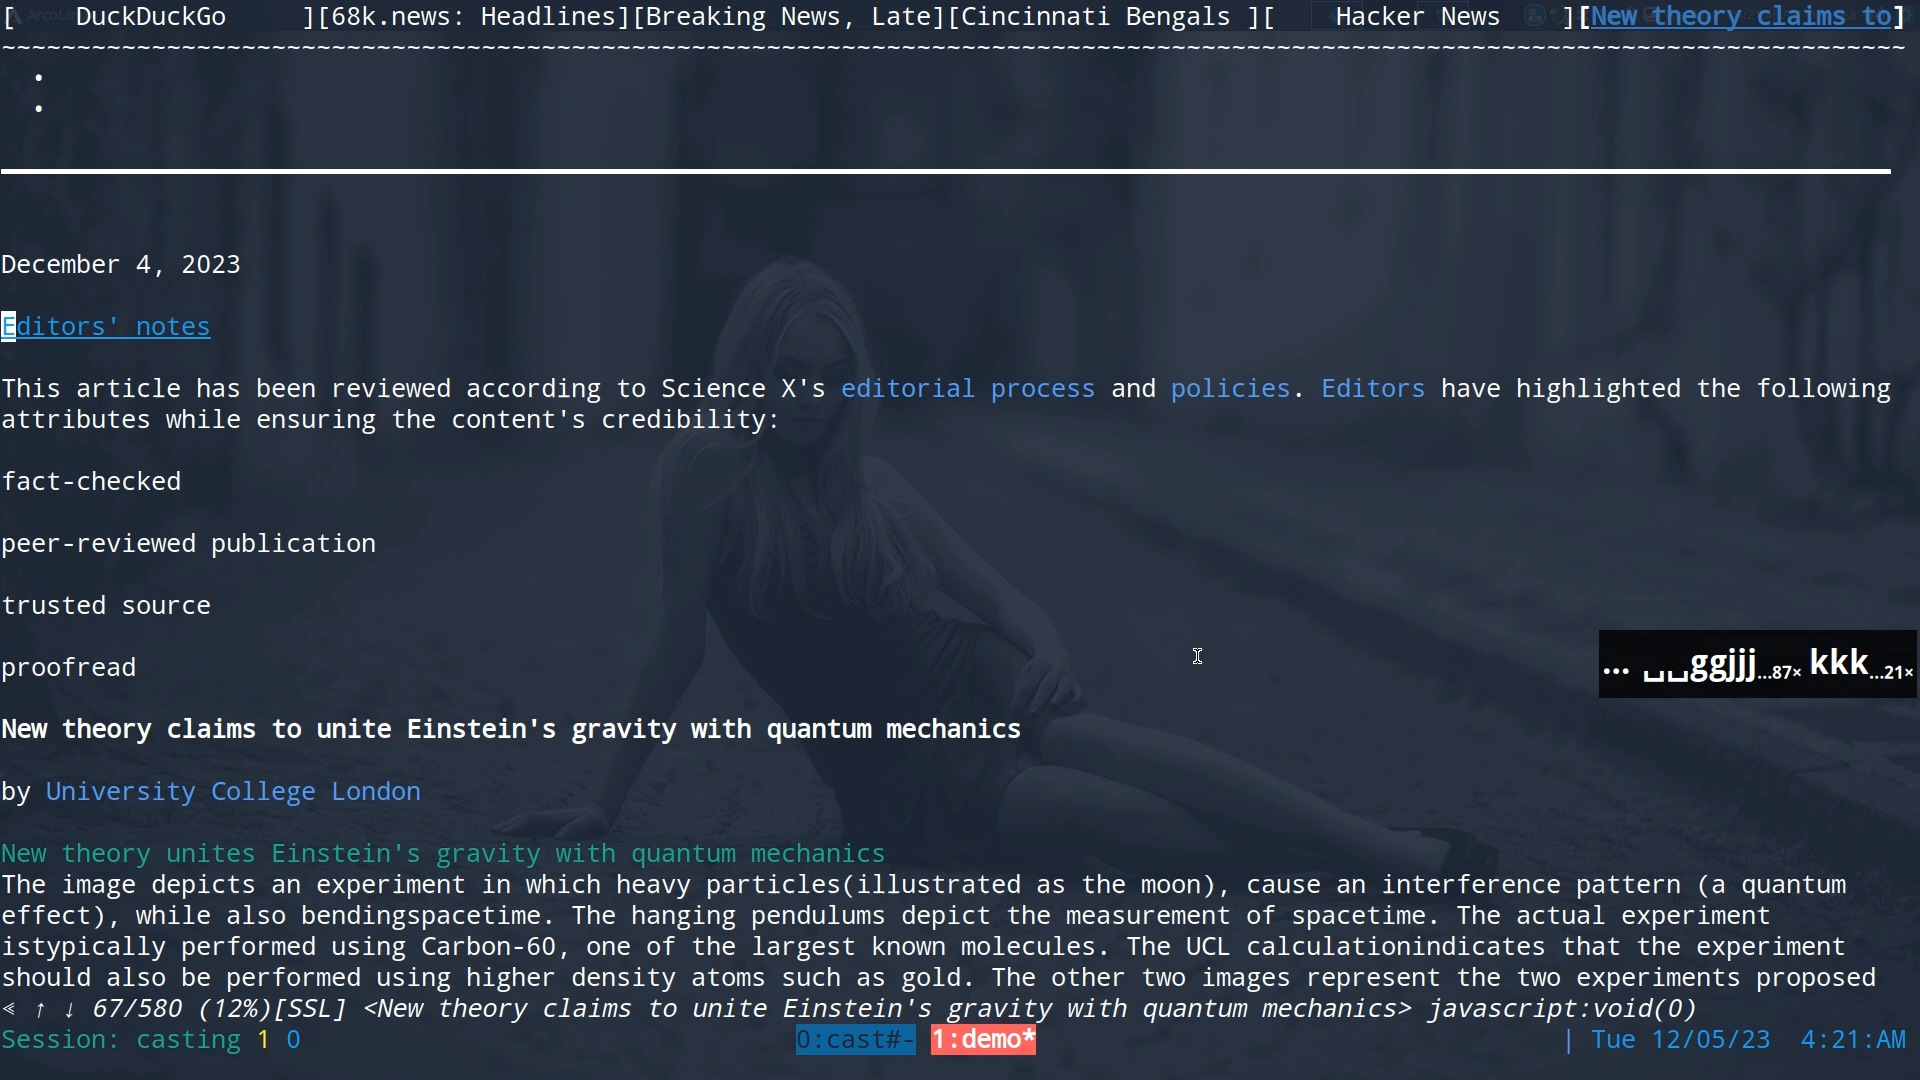 [    DuckDuckGo     ][68k.news: Headlines][Breaking News, Late][Cincinnati Bengals ][    Hacker News    ][New theory claims to]
~~~~~~~~~~~~~~~~~~~~~~~~~~~~~~~~~~~~~~~~~~~~~~~~~~~~~~~~~~~~~~~~~~~~~~~~~~~~~~~~~~~~~~~~~~~~~~~~~~~~~~~~~~~~~~~~~~~~~~~~~~~~~~~
•
•
December 4, 2023
Editors' notes
This article has been reviewed according to Science X's editorial process and policies. Editors have highlighted the following
attributes while ensuring the content's credibility:
fact-checked
peer-reviewed publication
trusted source
proofread
... ␣␣ggjjj...87× kkk...21×
New theory claims to unite Einstein's gravity with quantum mechanics
by University College London
New theory unites Einstein's gravity with quantum mechanics
The image depicts an experiment in which heavy particles(illustrated as the moon), cause an interference pattern (a quantum
effect), while also bendingspacetime. The hanging pendulums depict the measurement of spacetime. The actual experiment
istypically performed using Carbon-60, one of the largest known molecules. The UCL calculationindicates that the experiment
should also be performed using higher density atoms such as gold. The other two images represent the two experiments proposed
⪡ ↑ ↓ 67/580 (12%)[SSL] <New theory claims to unite Einstein's gravity with quantum mechanics> javascript:void(0)
Session: casting 1 0 0:cast#- 1:demo* | Tue 12/05/23  4:21:AM